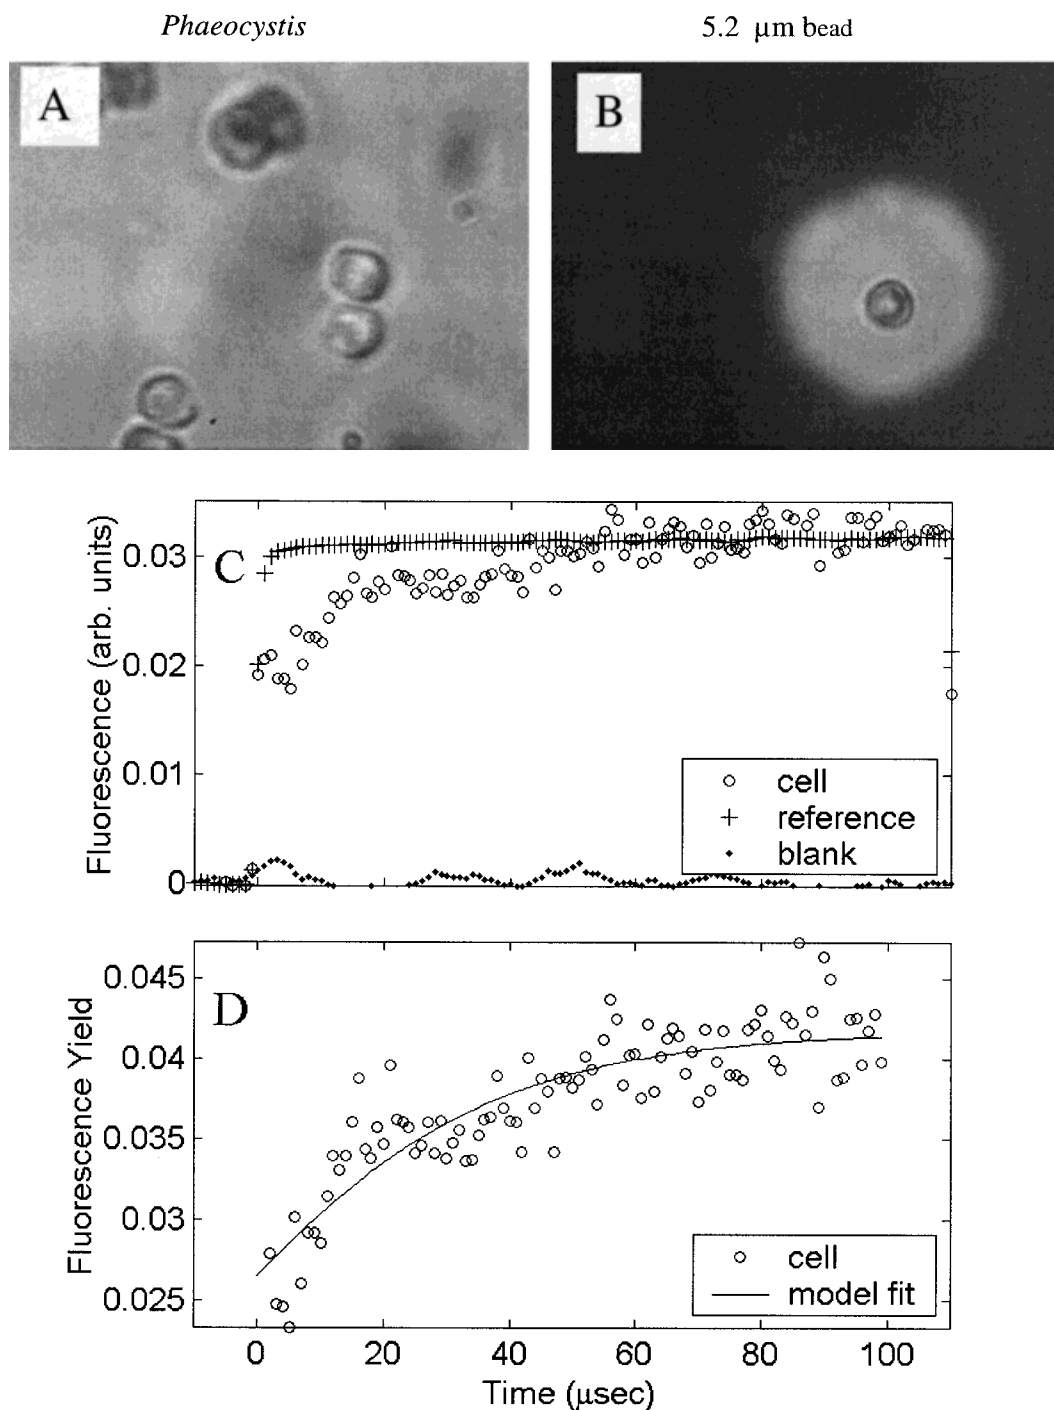 Phaeocystis
5.2 µm bead
A
B
C
Fluorescence (arb. units)
0.03
0.02
0.01
0
cell
reference
blank
D
Fluorescence Yield
0.045
0.04
0.035
0.03
0.025
cell
model fit
0 20 40 60 80 100
Time (µsec)